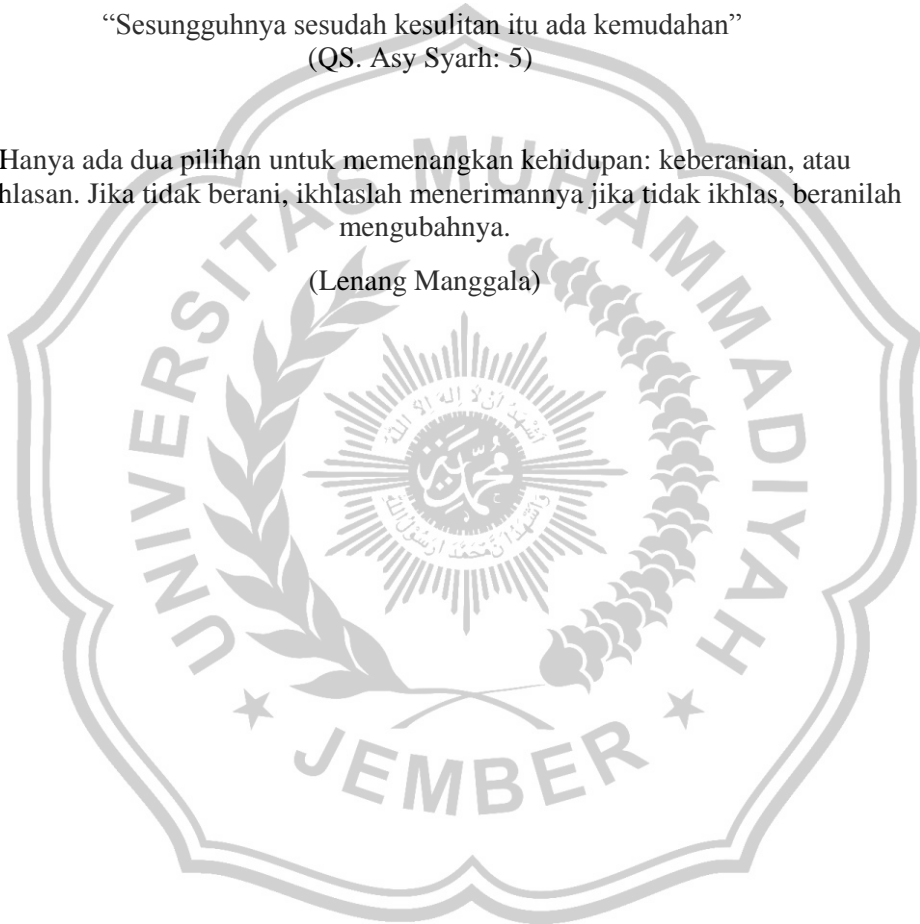 “Sesungguhnya sesudah kesulitan itu ada kemudahan”
(QS. Asy Syarh: 5)
Hanya ada dua pilihan untuk memenangkan kehidupan: keberanian, atau
hlasan. Jika tidak berani, ikhlaslah menerimannya jika tidak ikhlas, beranilah
mengubahnya.
(Lenang Manggala)
UNIVERSITAS MUHAMMADIYAH
JEMBER